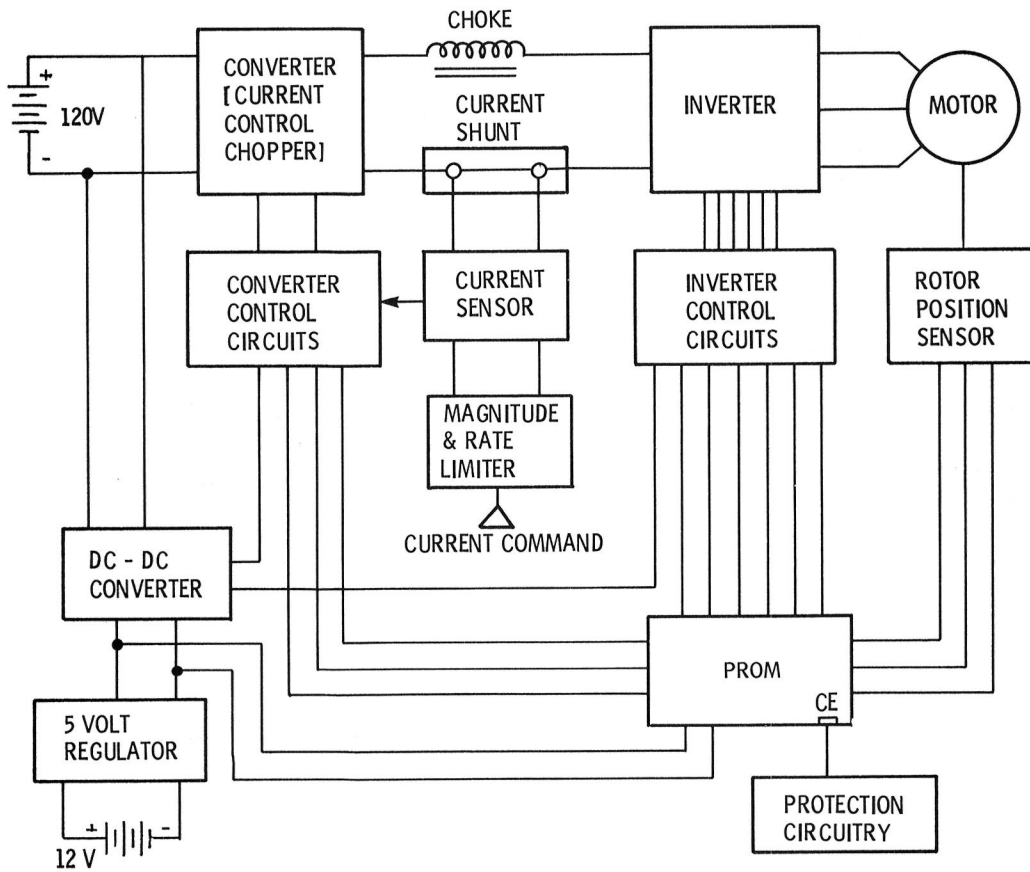 CHOKE
CONVERTER
[ CURRENT
CONTROL
CHOPPER]
+
120V
-
CURRENT
SHUNT
INVERTER
MOTOR
CONVERTER
CONTROL
CIRCUITS
CURRENT
SENSOR
INVERTER
CONTROL
CIRCUITS
ROTOR
POSITION
SENSOR
MAGNITUDE
& RATE
LIMITER
CURRENT COMMAND
DC - DC
CONVERTER
PROM
CE
5 VOLT
REGULATOR
+ -
12 V
PROTECTION
CIRCUITRY